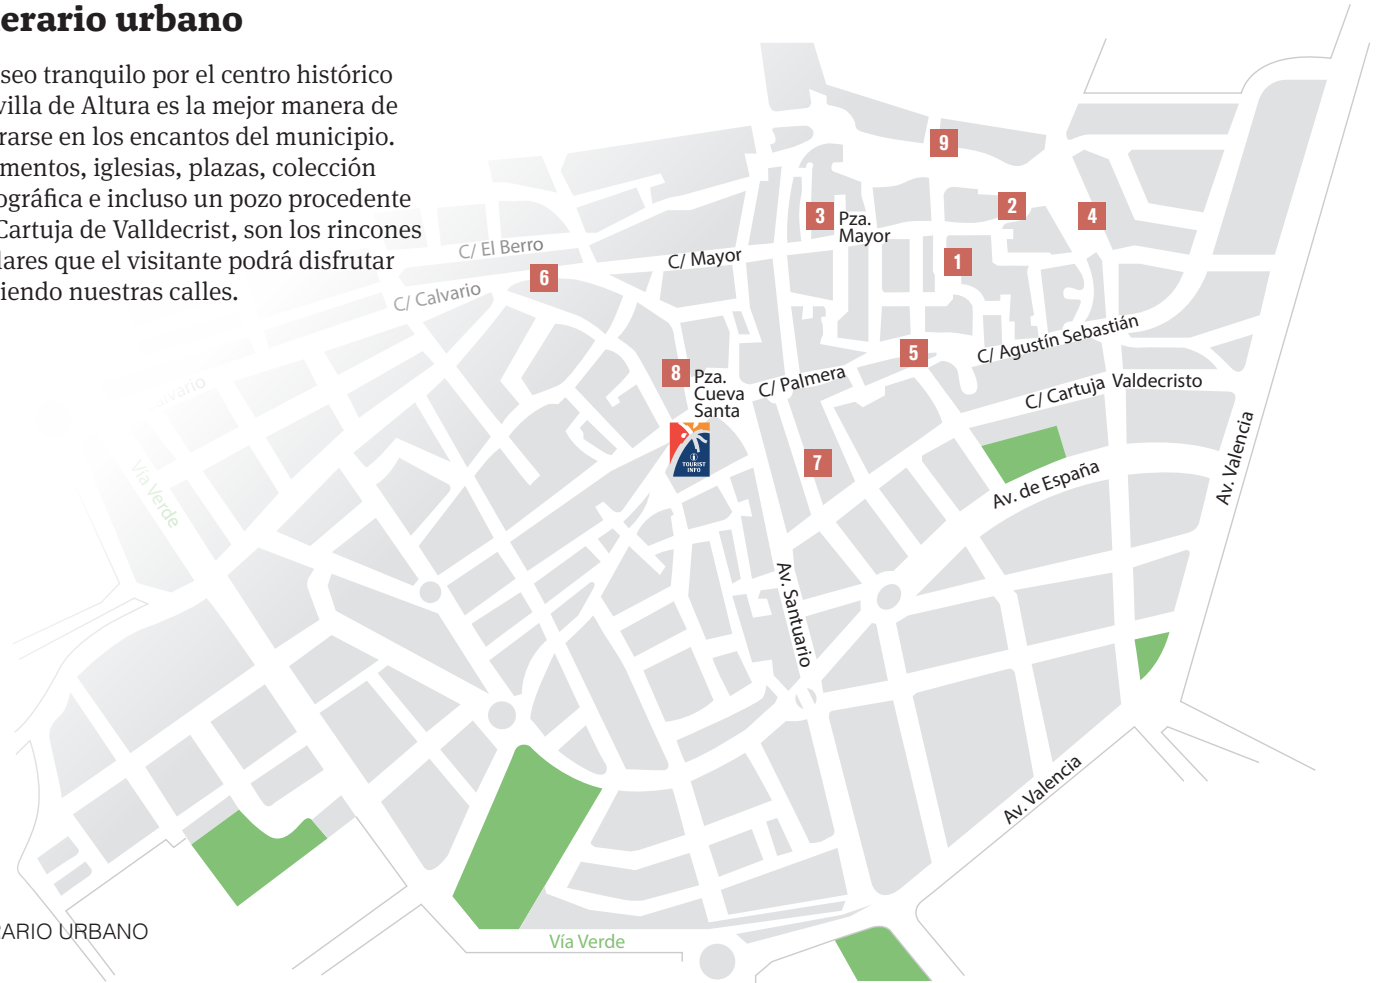 erario urbano
seo tranquilo por el centro histórico
villa de Altura es la mejor manera de
rarse en los encantos del municipio.
mentos, iglesias, plazas, colección
ográfica e incluso un pozo procedente
Cartuja de Valldecrist, son los rincones
lares que el visitante podrá disfrutar
iendo nuestras calles.
9
2
3
Pza.
Mayor
4
C/ El Berro
C/ Mayor
1
6
C/ Calvario
C/ Agustín Sebastián
5
8
Pza.
Cueva
Santa
C/ Palmera
C/ Cartuja Valdecristo
TOURIST
INFO
7
Av. de España
Av. Valencia
Vía Verde
Av. Santuario
Av. Valencia
ARIO URBANO
Vía Verde